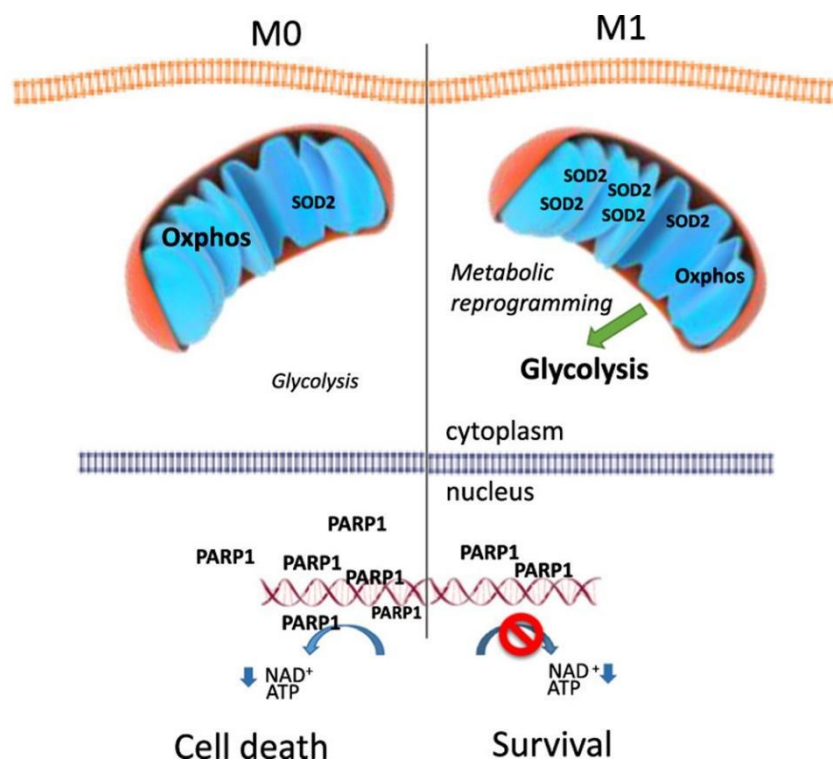 M0
SOD2
Oxphos
Glycolysis
PARP1
PARP1
PARP1
PARP1
PARP1
PARP1
NAD⁺
ATP
Cell death
M1
SOD2
SOD2
SOD2
SOD2
SOD2
Oxphos
Metabolic
reprogramming
Glycolysis
cytoplasm
nucleus
PARP1
PARP1
NAD⁺
ATP
Survival